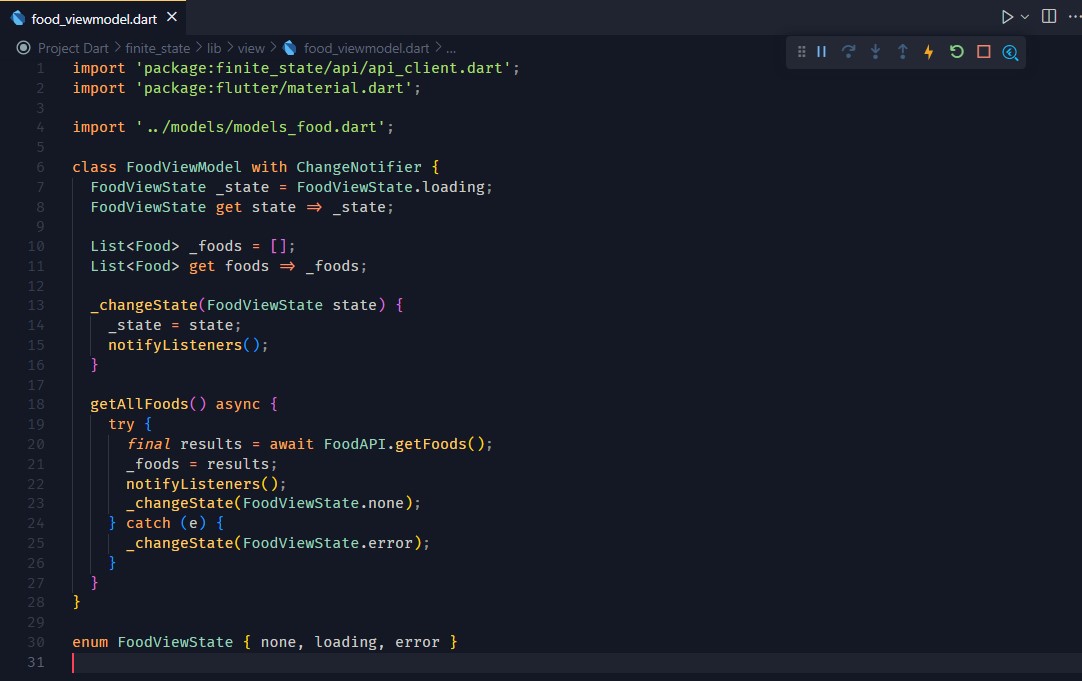 food_viewmodel.dart
Project Dart > finite_state > lib > view > food_viewmodel.dart > ...
1 import 'package:finite_state/api/api_client.dart';
2 import 'package:flutter/material.dart';
3
4 import '../models/models_food.dart';
5
6 class FoodViewModel with ChangeNotifier {
7   FoodViewState _state = FoodViewState.loading;
8   FoodViewState get state => _state;
9
10   List<Food> _foods = [];
11   List<Food> get foods => _foods;
12
13   _changeState(FoodViewState state) {
14     _state = state;
15     notifyListeners();
16   }
17
18   getAllFoods() async {
19     try {
20       final results = await FoodAPI.getFoods();
21       _foods = results;
22       notifyListeners();
23       _changeState(FoodViewState.none);
24     } catch (e) {
25       _changeState(FoodViewState.error);
26     }
27   }
28 }
29
30 enum FoodViewState { none, loading, error }
31